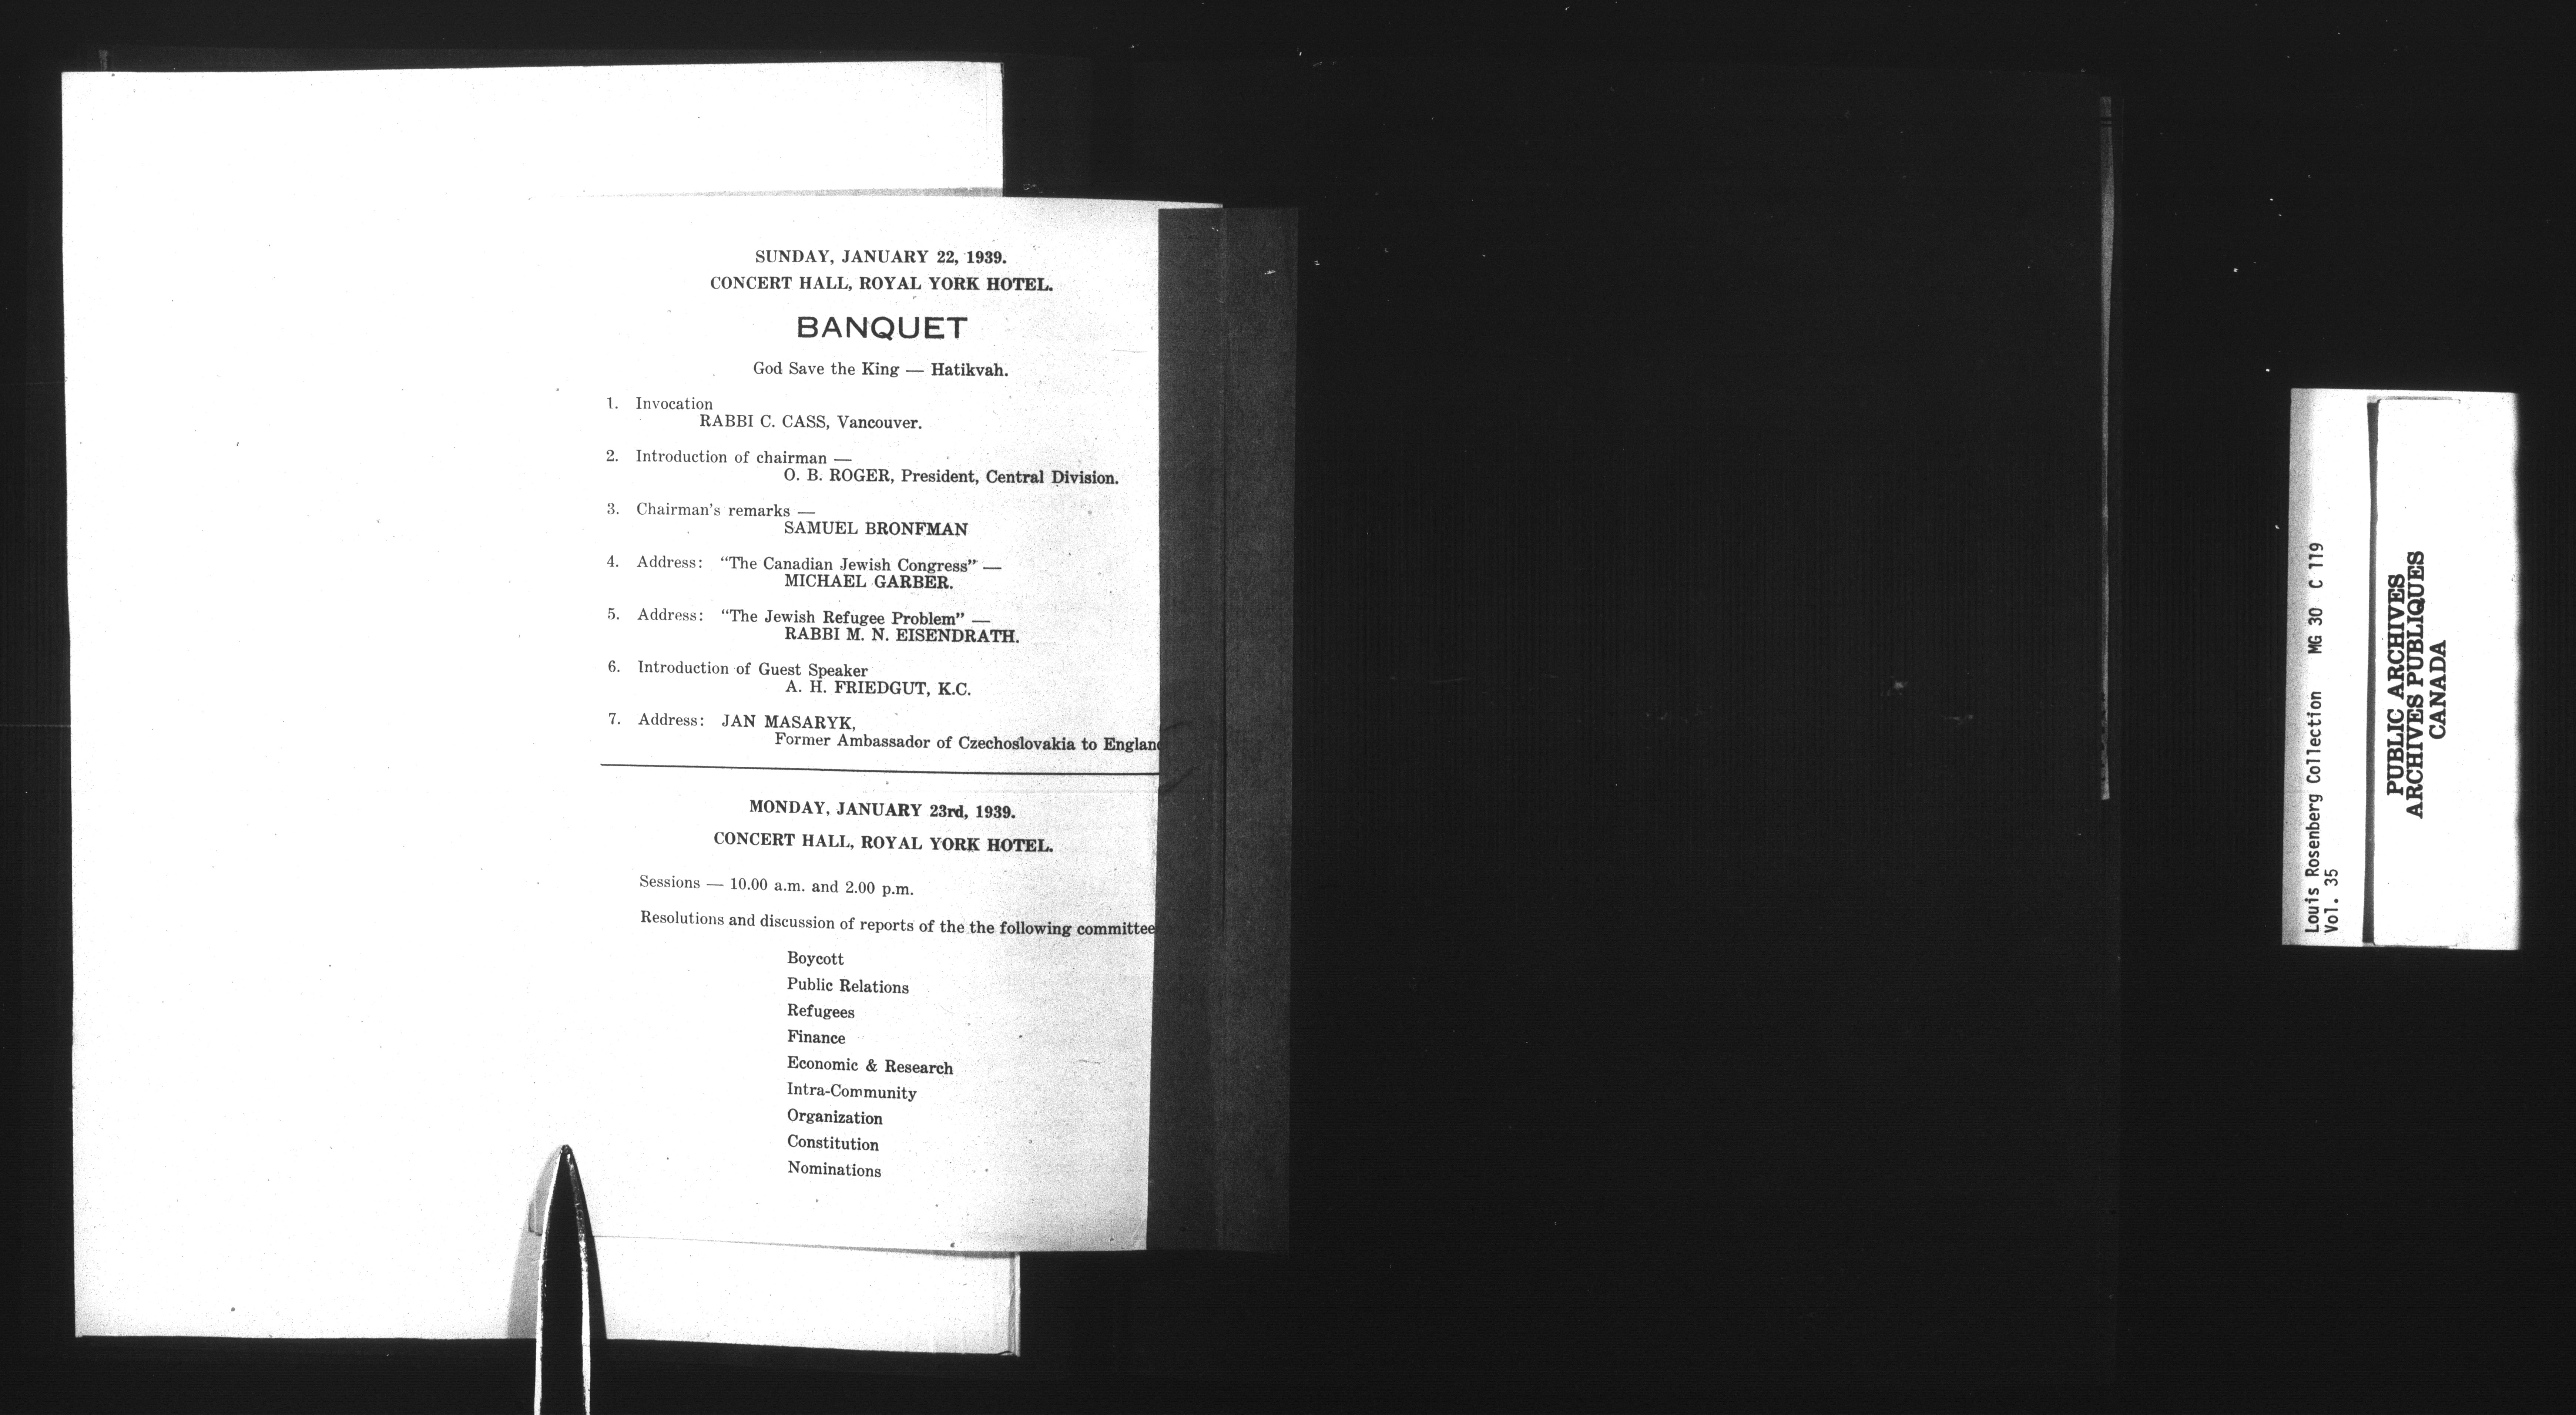 SUNDAY, JANUARY 22, 1939.
CONCERT HALL, ROYAL YORK HOTEL.
BANQUET
God Save the King — Hatikvah.
1. Invocation
RABBI C. CASS, Vancouver.
2. Introduction of chairman —
O. B. ROGER, President, Central Division.
3. Chairman's remarks —
SAMUEL BRONFMAN
4. Address: "The Canadian Jewish Congress" —
MICHAEL GARBER.
5. Address: "The Jewish Refugee Problem" —
RABBI M. N. EISENDRATH.
6. Introduction of Guest Speaker
A. H. FRIEDGUT, K.C.
7. Address: JAN MASARYK,
Former Ambassador of Czechoslovakia to England
MONDAY, JANUARY 23rd, 1939.
CONCERT HALL, ROYAL YORK HOTEL.
Sessions — 10.00 a.m. and 2.00 p.m.
Resolutions and discussion of reports of the the following committee
Boycott
Public Relations
Refugees
Finance
Economic & Research
Intra-Community
Organization
Constitution
Nominations
Louis Rosenberg Collection MG 30 C 119
Vol. 35
PUBLIC ARCHIVES
ARCHIVES PUBLIQUES
CANADA